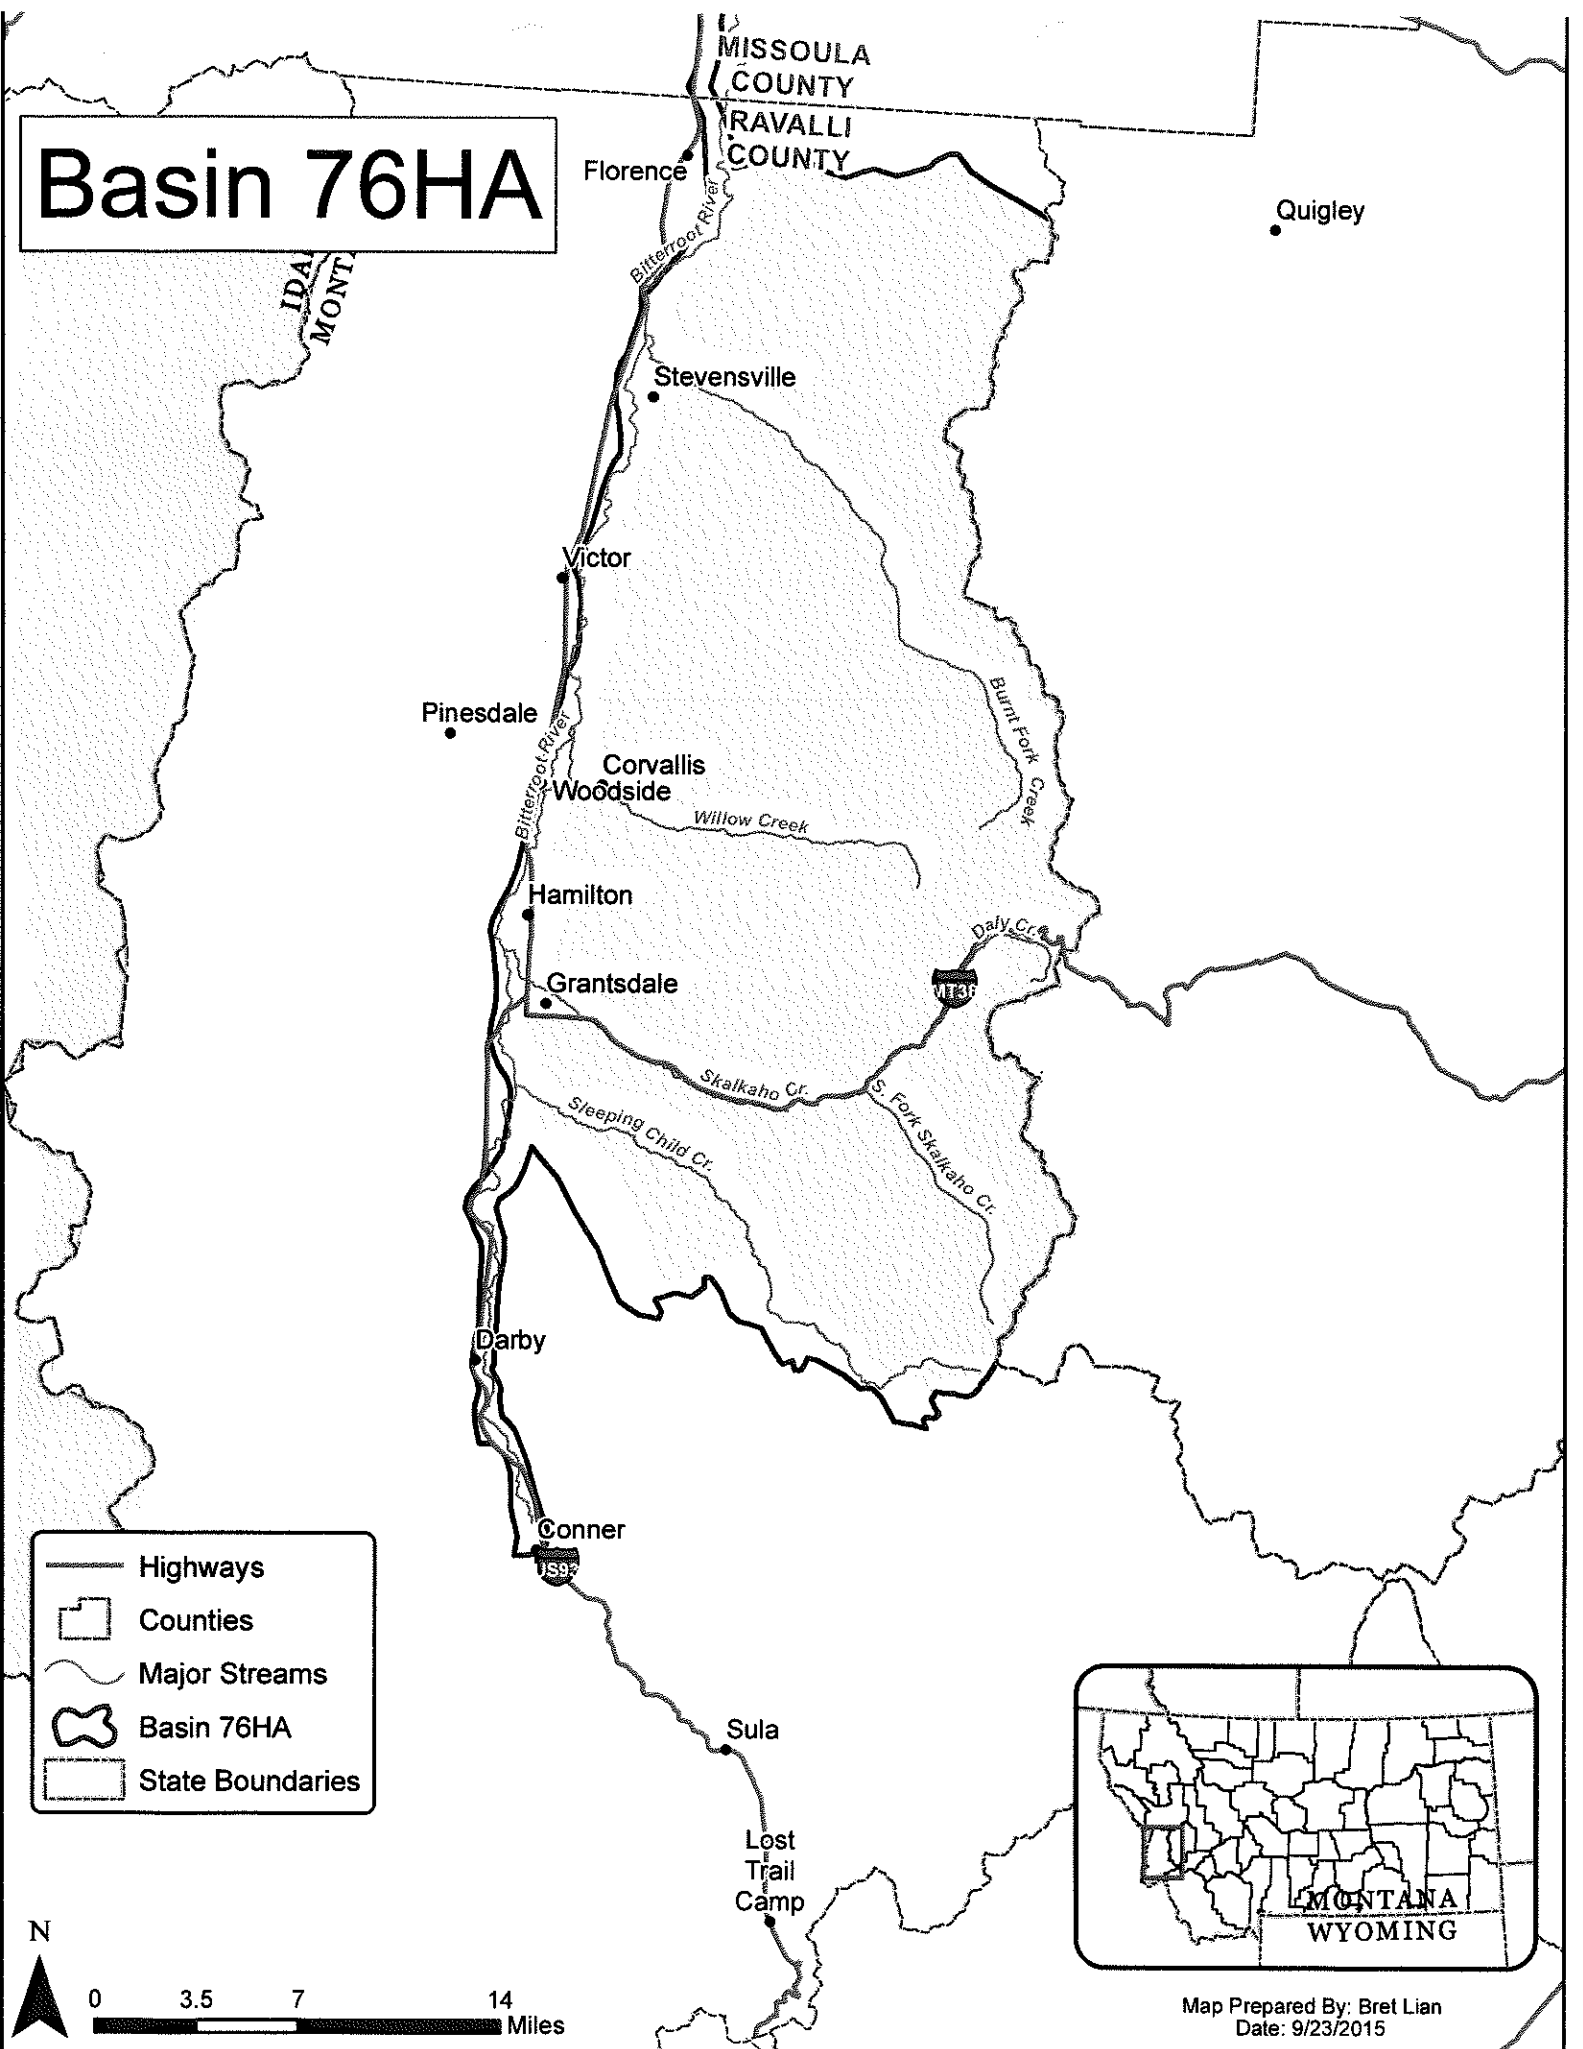 MISSOULA
COUNTY
RAVALLI
COUNTY
Basin 76HA
Florence
Bitterroot River
Quigley
MONT
Stevensville
Victor
Burnt Fork Creek
Pinesdale
Bitterroot River
Corvallis
Woodside
Willow Creek
Hamilton
Daly Cr.
Grantsdale
Skalkaho Cr.
S. Fork Skalkaho Cr.
Sleeping Child Cr.
Darby
Conner
Highways
Counties
Major Streams
Basin 76HA
State Boundaries
Sula
Lost
Trail
Camp
MONTANA
WYOMING
N
0 3.5 7 14
Miles
Map Prepared By: Bret Lian
Date: 9/23/2015